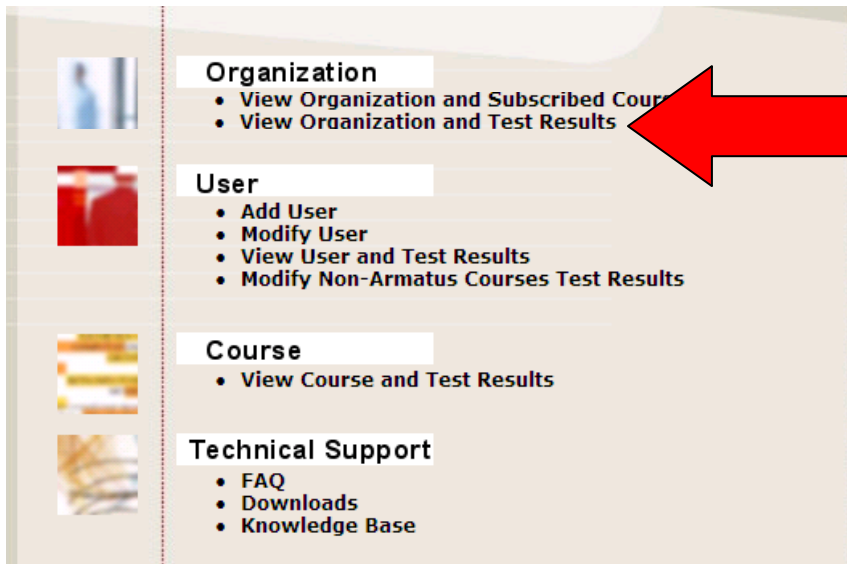 Organization
• View Organization and Subscribed
• View Organization and Test Results
User
• Add User
• Modify User
• View User and Test Results
• Modify Non-Armatus Courses Test Results
Course
• View Course and Test Results
Technical Support
• FAQ
• Downloads
• Knowledge Base